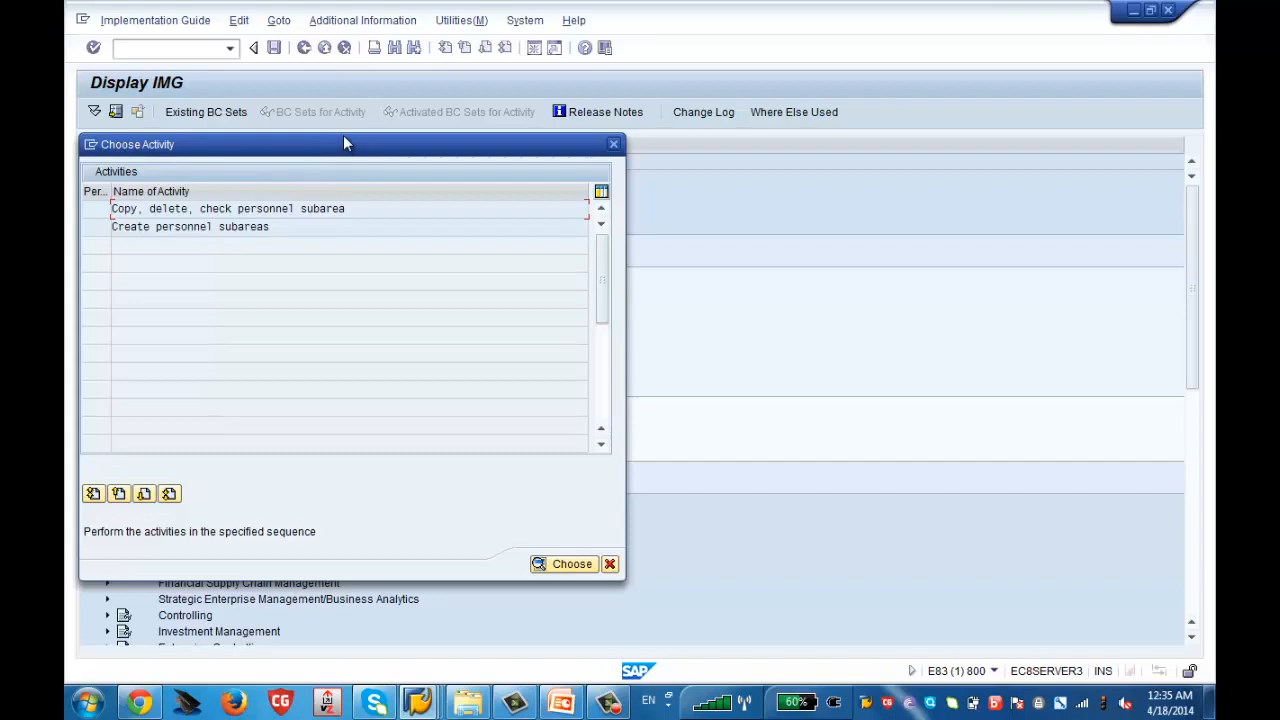 Implementation Guide Edit Goto Additional Information Utilities(M) System Help
Display IMG
Existing BC Sets BC Sets for Activity Activated BC Sets for Activity Release Notes Change Log Where Else Used
Choose Activity
Activities
Per... Name of Activity
Copy, delete, check personnel subarea
Create personnel subareas
Perform the activities in the specified sequence
Choose
Financial Supply Chain Management
Strategic Enterprise Management/Business Analytics
Controlling
Investment Management
SAP
E83 (1) 800 EC8SERVER3 INS
EN 60% 12:35 AM
4/18/2014